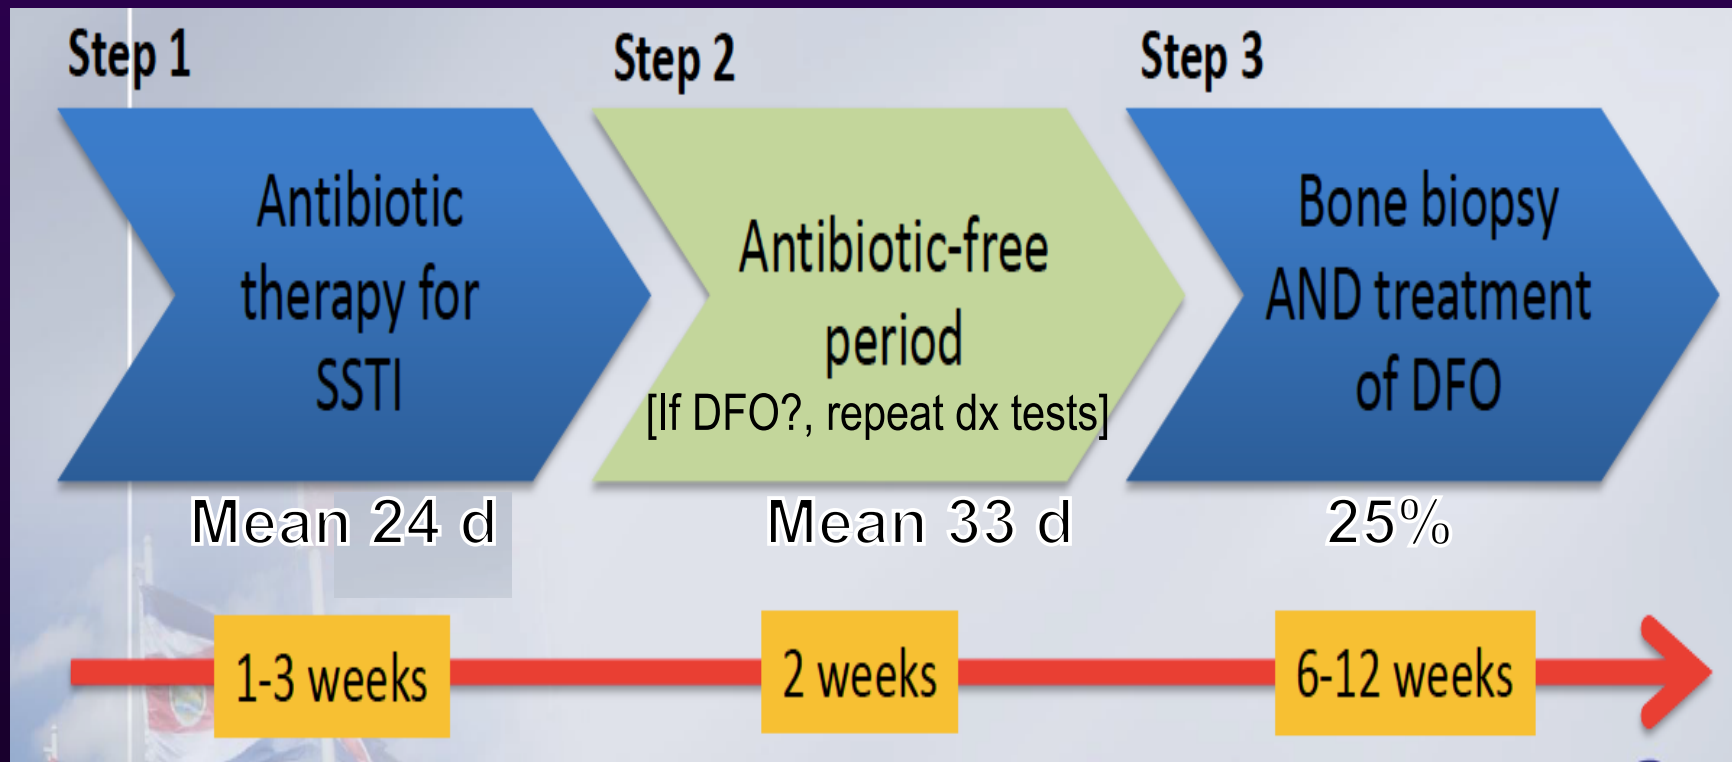 Step 1
Step 2
Step 3
Antibiotic
therapy for
SSTI
Antibiotic-free
period
[If DFO?, repeat dx tests]
Bone biopsy
AND treatment
of DFO
Mean 24 d
Mean 33 d
25%
1-3 weeks
2 weeks
6-12 weeks